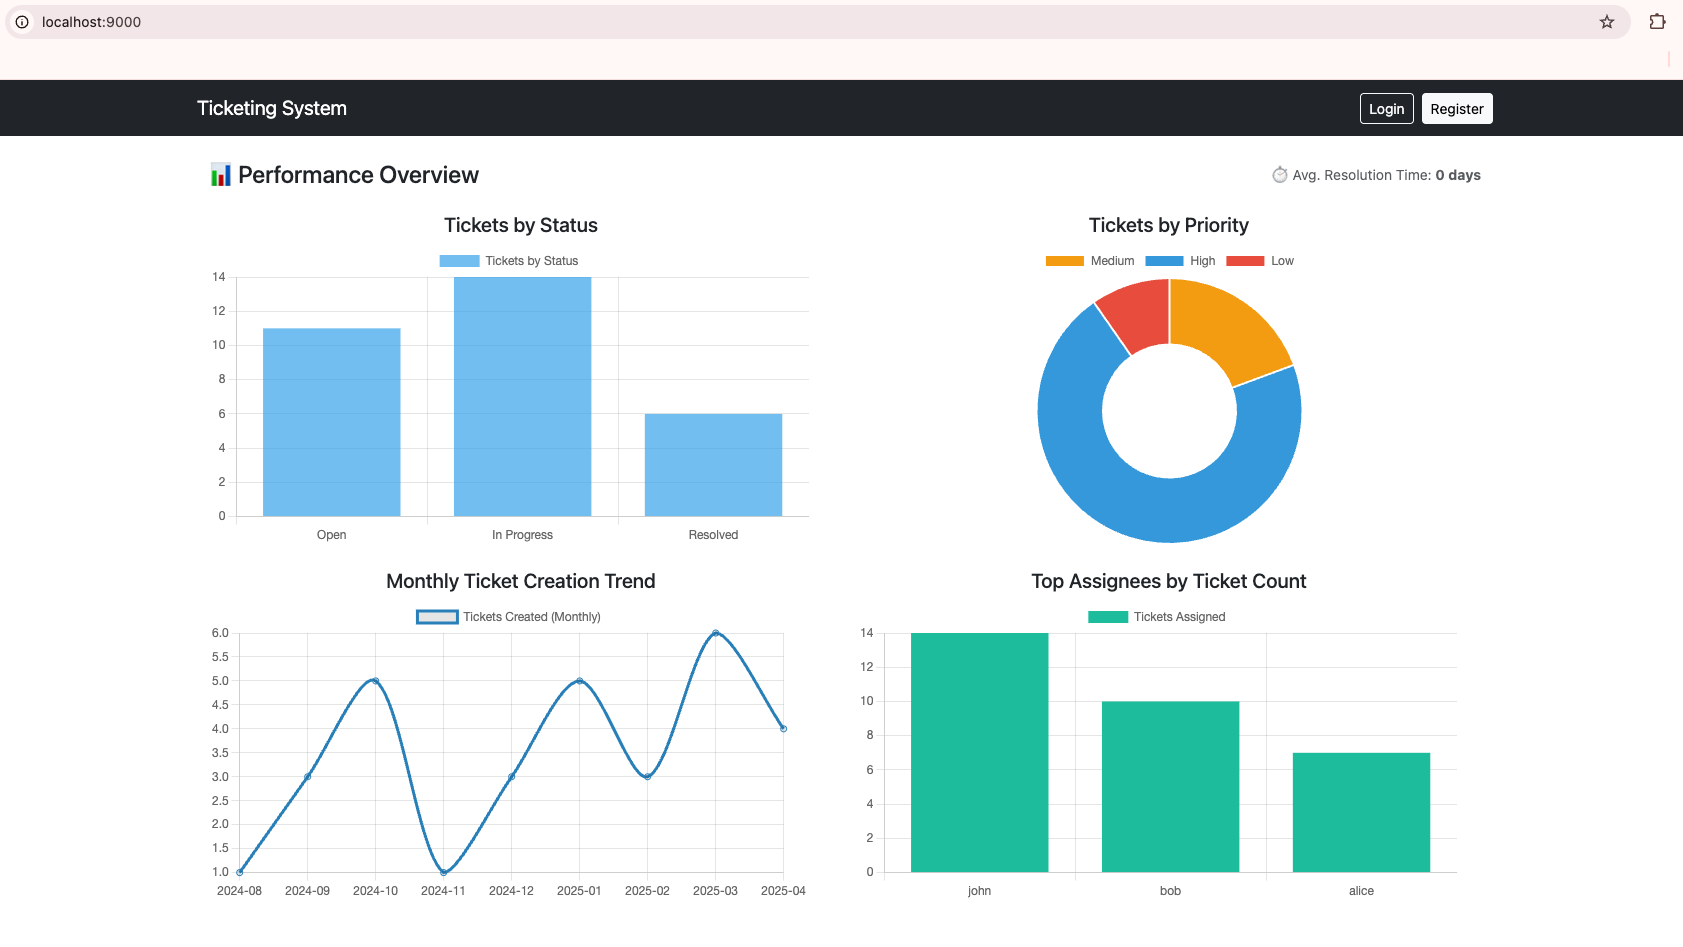 localhost:9000
Ticketing System
Login
Register
Performance Overview
Avg. Resolution Time: 0 days
Tickets by Status
Tickets by Status
14
12
10
8
6
4
2
0
Open
In Progress
Resolved
Tickets by Priority
Medium
High
Low
Monthly Ticket Creation Trend
Tickets Created (Monthly)
6.0
5.5
5.0
4.5
4.0
3.5
3.0
2.5
2.0
1.5
1.0
2024-08
2024-09
2024-10
2024-11
2024-12
2025-01
2025-02
2025-03
2025-04
Top Assignees by Ticket Count
Tickets Assigned
14
12
10
8
6
4
2
0
john
bob
alice